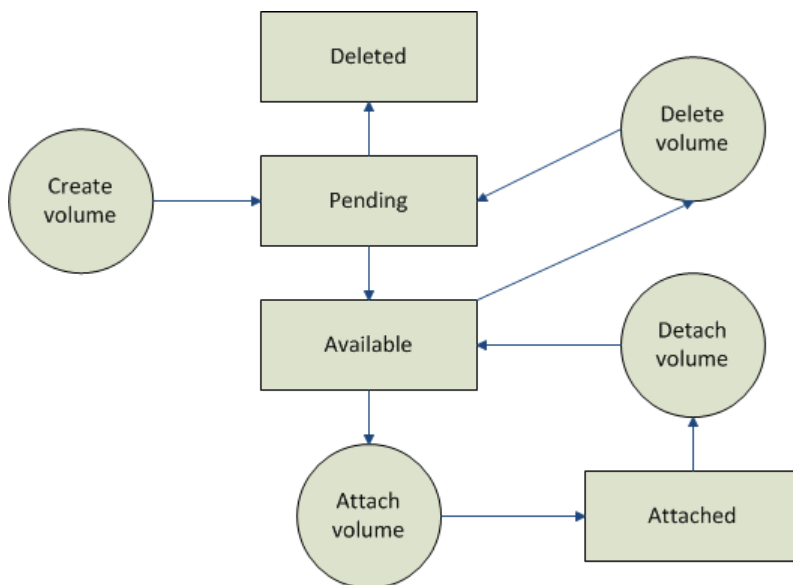 Deleted
Delete
volume
Create
volume
Pending
Available
Detach
volume
Attach
volume
Attached